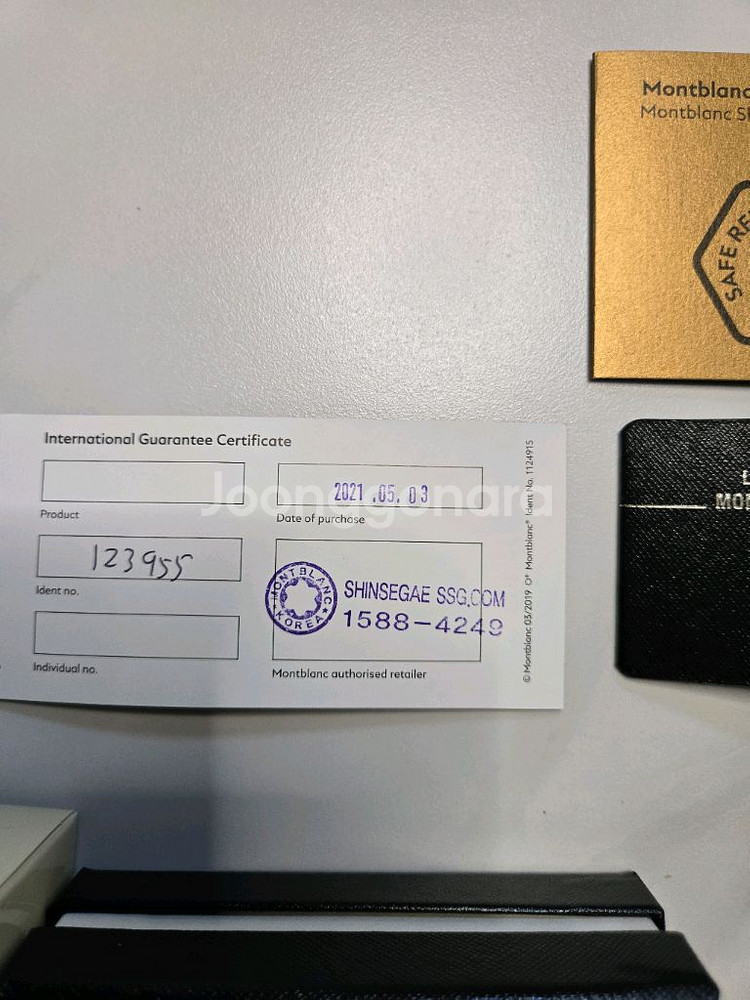 Montblanc
Montblanc
SAFE
International Guarantee Certificate
Product
2021 .05. 03
Date of purchase
Joonggonara
123955
Ident no.
MONTBLANC
KOREA
SHINSEGAE SSG.COM
1588-4249
Individual no.
Montblanc authorised retailer
© Montblanc 03/2019 O° Montblanc® Ident No. 1124915